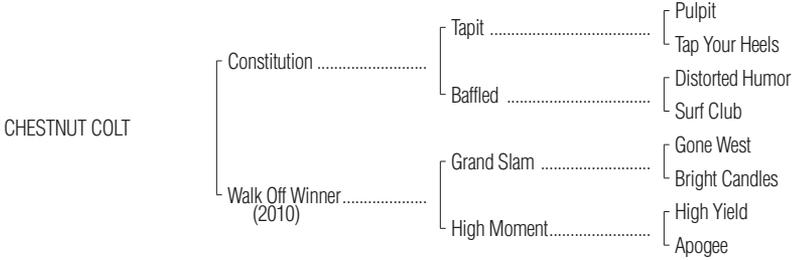 Pulpit
Tapit ......................................
Tap Your Heels
Constitution ..........................
Distorted Humor
Baffled ..................................
Surf Club
CHESTNUT COLT
Gone West
Grand Slam ..........................
Bright Candles
Walk Off Winner....................
(2010)
High Yield
High Moment........................
Apogee